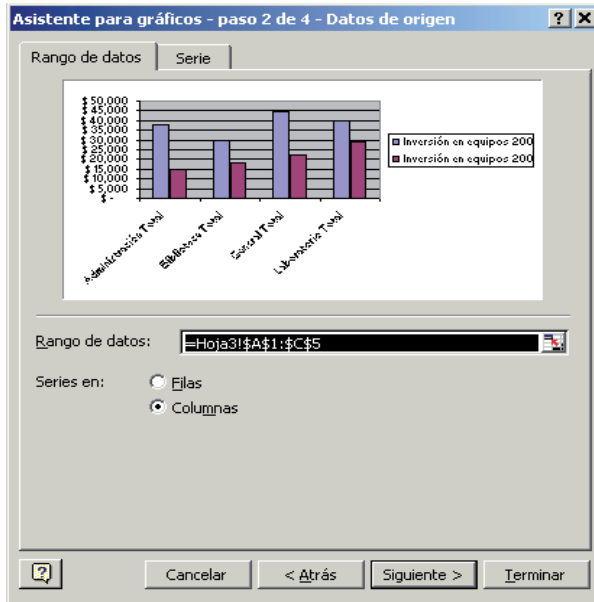 Asistente para gráficos - paso 2 de 4 - Datos de origen
Rango de datos
Serie
$ 50,000
$ 45,000
$ 40,000
$ 35,000
$ 30,000
$ 25,000
$ 20,000
$ 15,000
$ 10,000
$ 5,000
$ -
Inversión en equipos 200
Inversión en equipos 200
Administración Total
Biblioteca Total
General Total
Laboratorio Total
Rango de datos:
=Hoja3!$A$1:$C$5
Series en:
Filas
Columnas
Cancelar
< Atrás
Siguiente >
Terminar